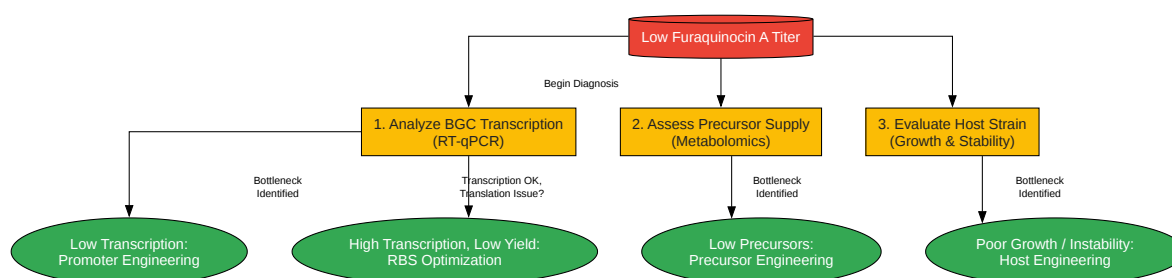 Low Furaquinocin A Titer
Begin Diagnosis
1. Analyze BGC Transcription
(RT-qPCR)
2. Assess Precursor Supply
(Metabolomics)
3. Evaluate Host Strain
(Growth & Stability)
Bottleneck
Identified
Transcription OK,
Translation Issue?
Bottleneck
Identified
Bottleneck
Identified
Low Transcription:
Promoter Engineering
High Transcription, Low Yield:
RBS Optimization
Low Precursors:
Precursor Engineering
Poor Growth / Instability:
Host Engineering